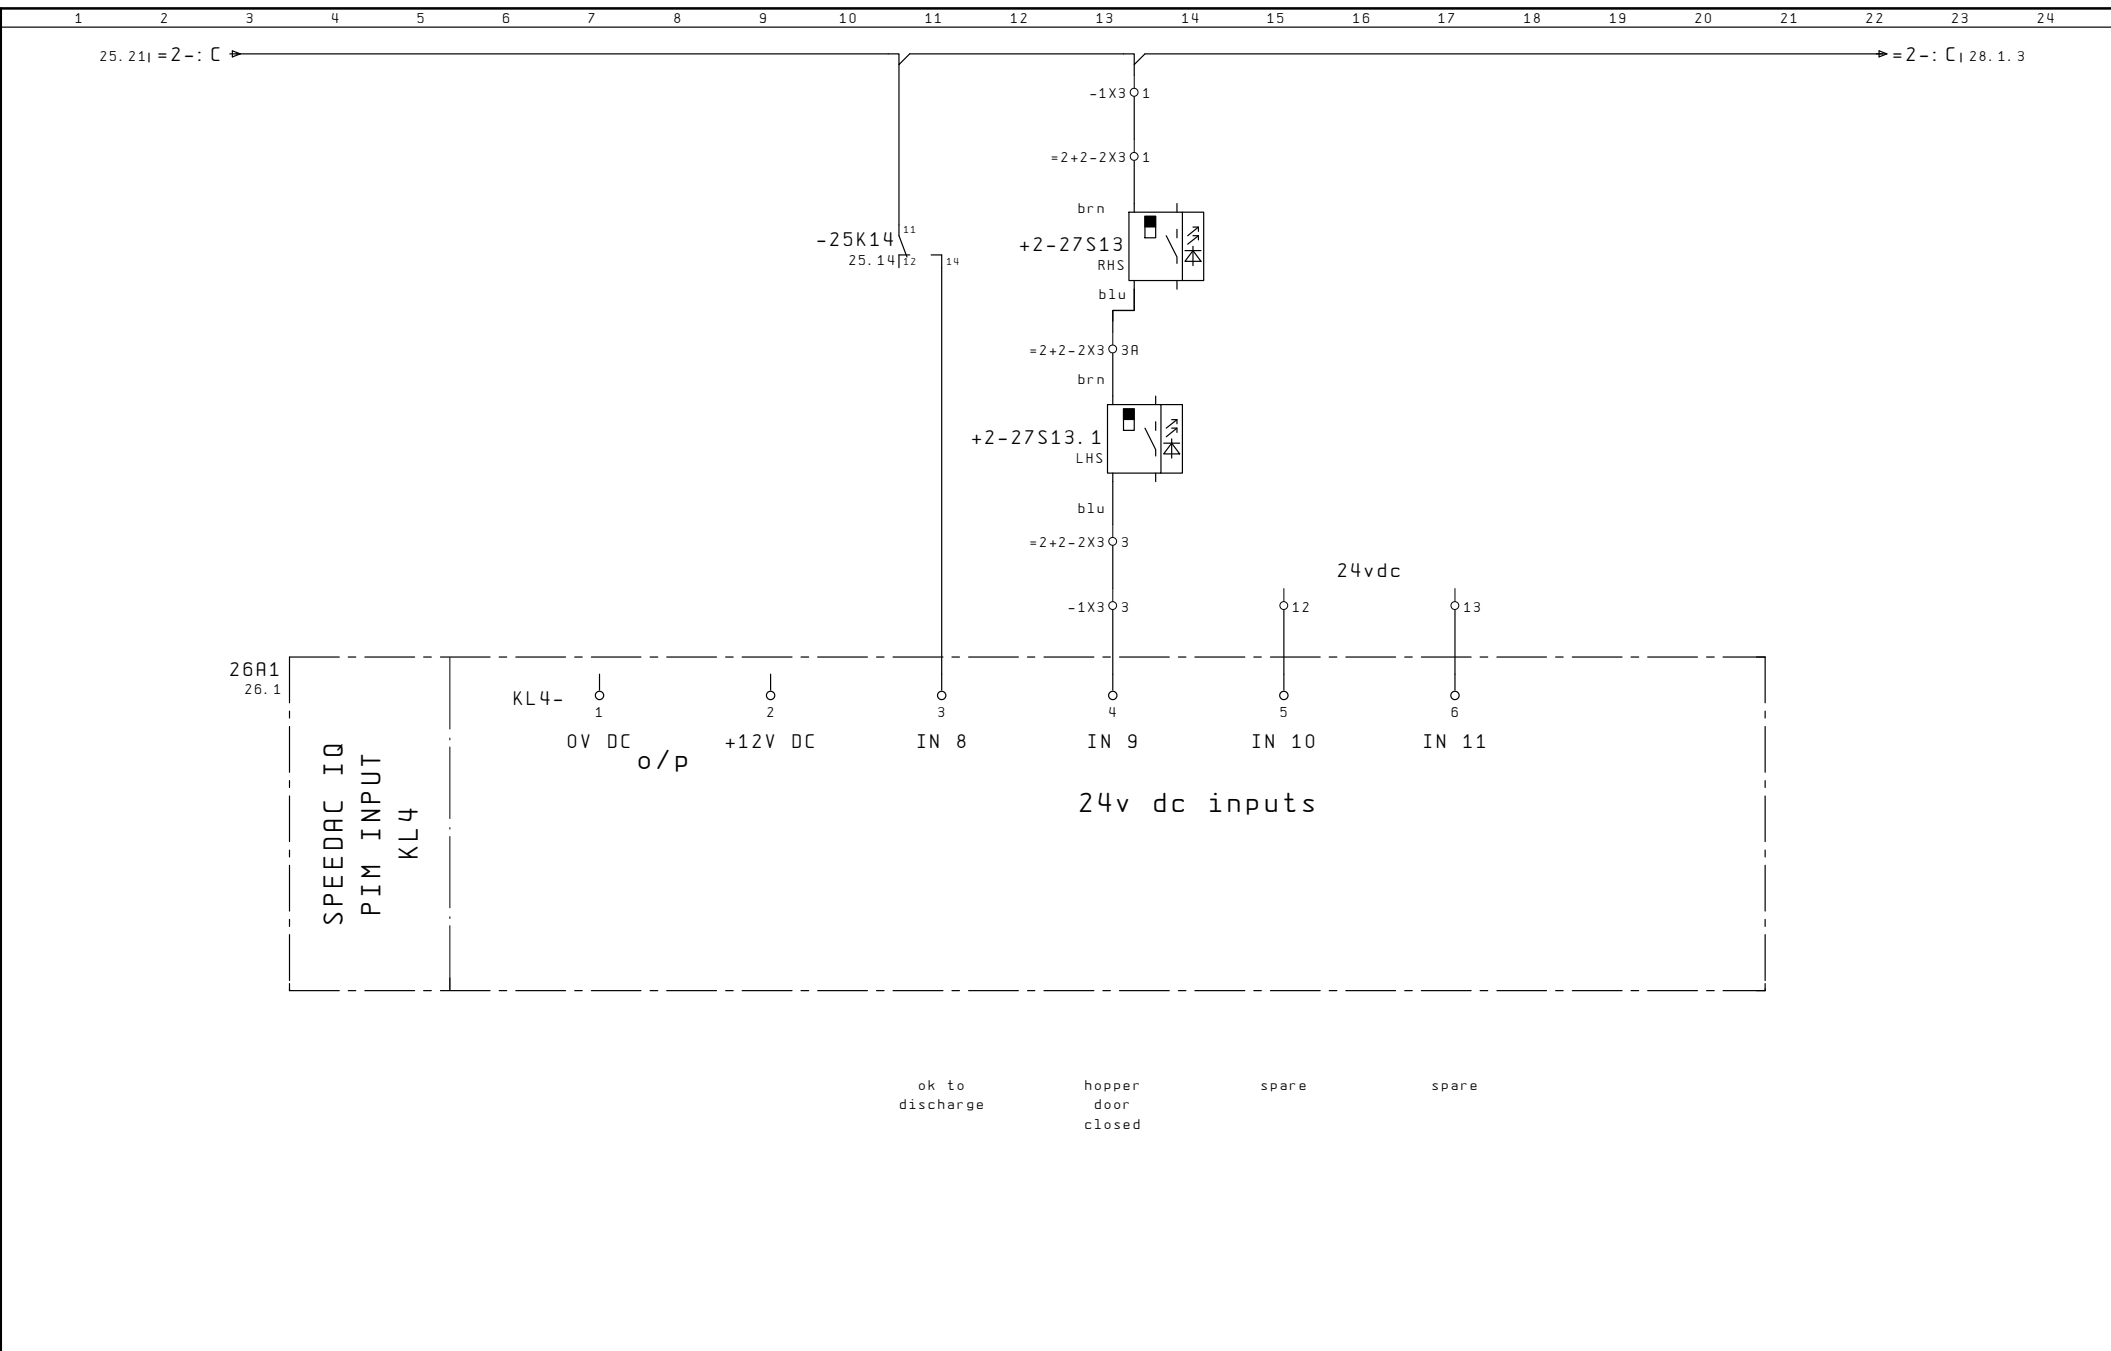 1 2 3 4 5 6 7 8 9 10 11 12 13 14 15 16 17 18 19 20 21 22 23 24
25.21 =2-: C
=2-: C 28.1.3
-1X3 1
=2+2-2X3 1
brn
-25K14 11
25.14 12 14
+2-27S13
RHS
blu
=2+2-2X3 3A
brn
+2-27S13.1
LHS
blu
=2+2-2X3 3
24vdc
-1X3 3
12
13
26A1
26.1
KL4-
1 2 3 4 5 6
0V DC
+12V DC
IN 8
IN 9
IN 10
IN 11
o/p
24v dc inputs
SPEEDAC IQ
PIM INPUT
KL4
ok to
discharge
hopper
door
closed
spare
spare